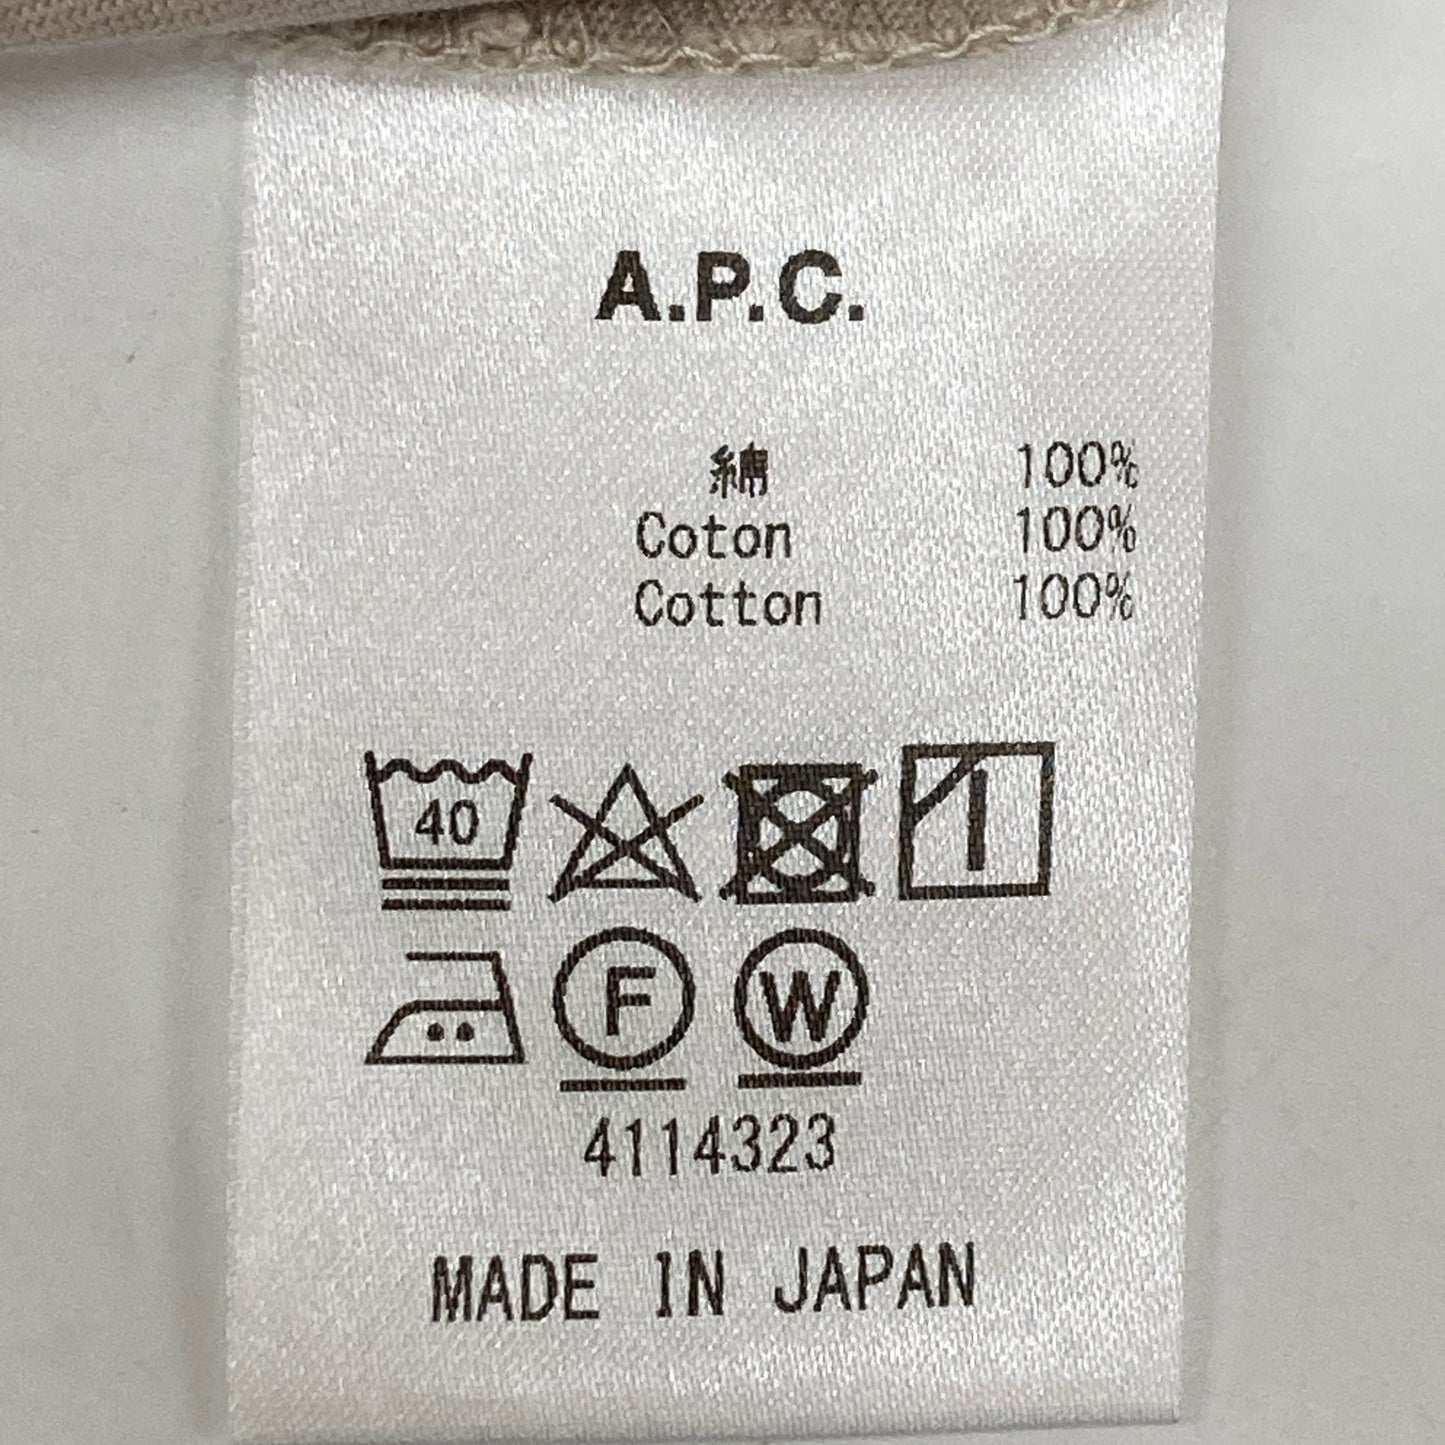 A.P.C.
綿 100%
Coton 100%
Cotton 100%
40
F W
4114323
MADE IN JAPAN